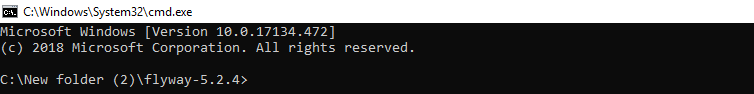 C:\Windows\System32\cmd.exe
Microsoft Windows [Version 10.0.17134.472]
(c) 2018 Microsoft Corporation. All rights reserved.
C:\New folder (2)\flyway-5.2.4>